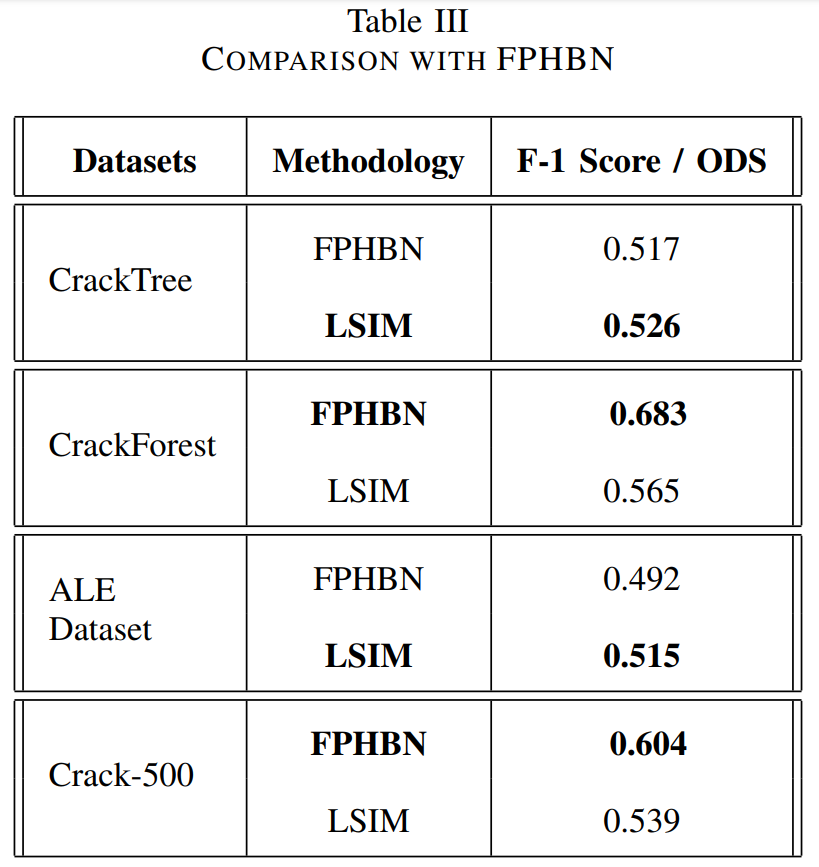 Table III
COMPARISON WITH FPHBN
Datasets Methodology F-1 Score / ODS
CrackTree
FPHBN 0.517
LSIM 0.526
CrackForest
FPHBN 0.683
LSIM 0.565
ALE
Dataset
FPHBN 0.492
LSIM 0.515
Crack-500
FPHBN 0.604
LSIM 0.539